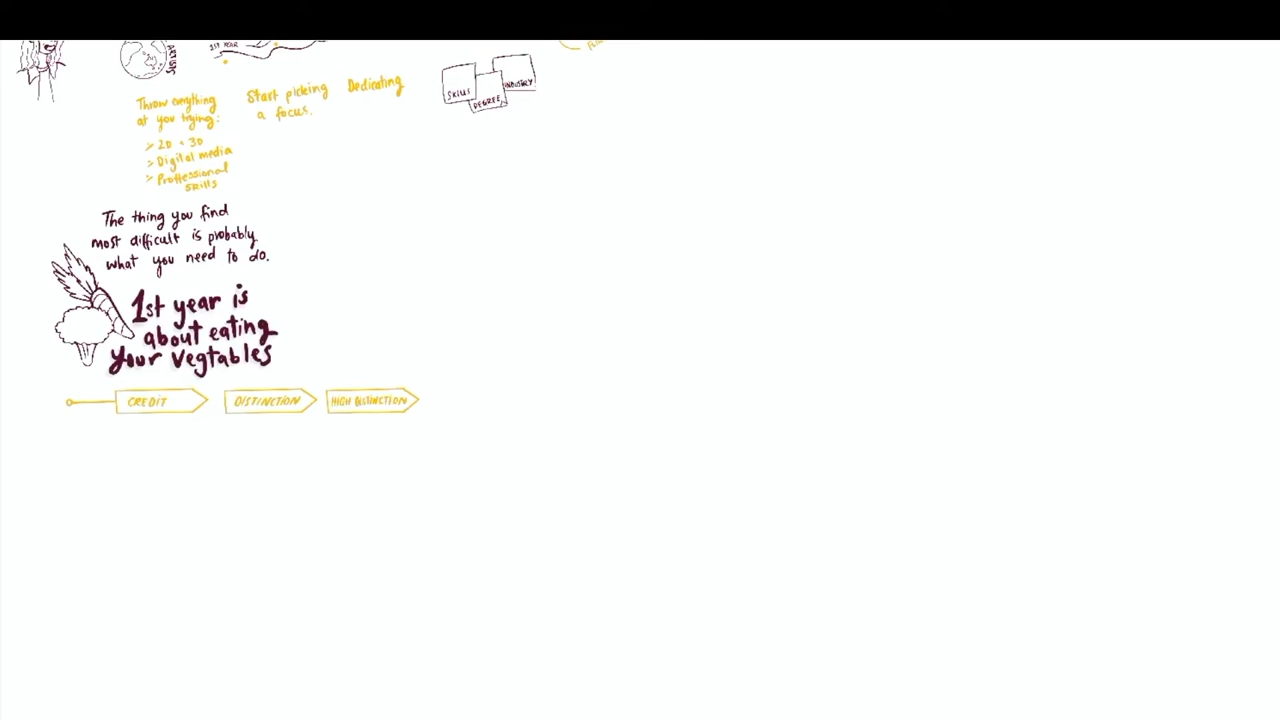 ARTISTS
1ST YEAR
Throw everything
at you trying:
> 2D + 3D
> Digital media
> Proffessional
skills
Start picking
a focus.
Dedicating
SKILLS
DEGREE
INDUSTRY
The thing you find
most difficult is probably
what you need to do.
1st year is
about eating
your vegtables
CREDIT
DISTINCTION
HIGH DISTINCTION